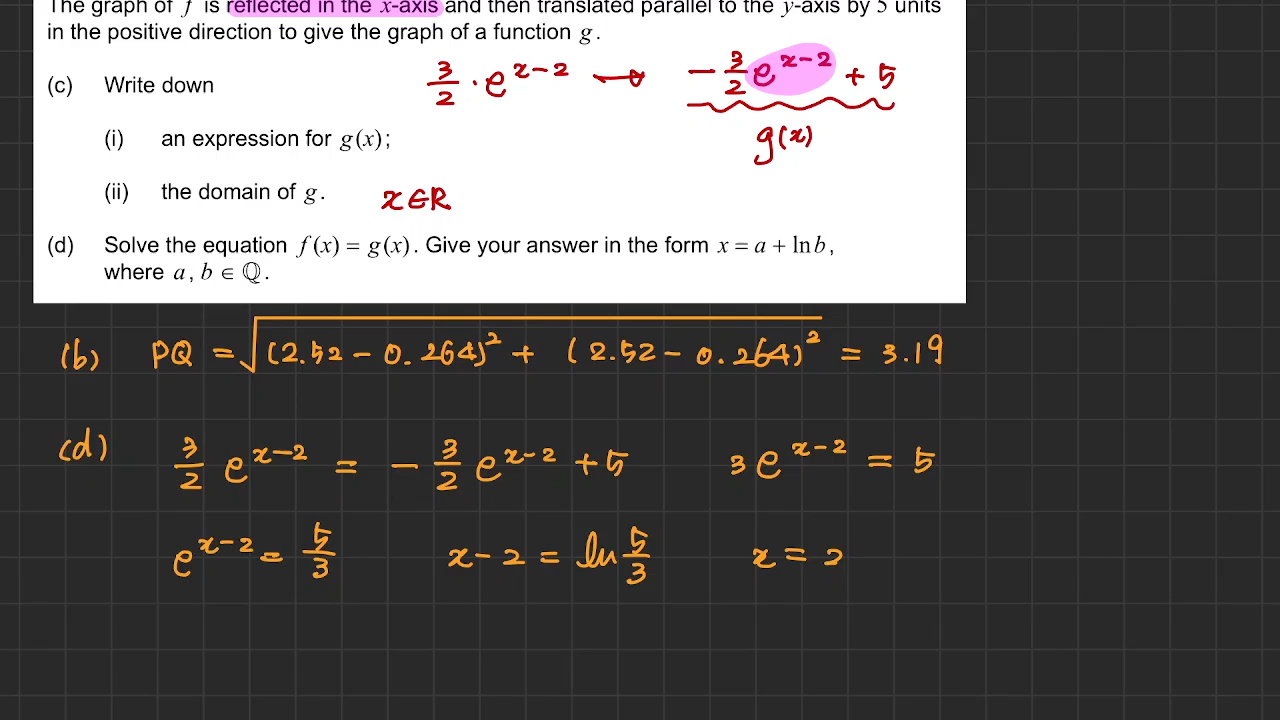 The graph of f is reflected in the x-axis and then translated parallel to the y-axis by 5 units
in the positive direction to give the graph of a function g.
(c) Write down
3/2 · e^(x-2) → -3/2 e^(x-2) + 5
g(x)
(i) an expression for g(x);
(ii) the domain of g. x∈R
(d) Solve the equation f(x) = g(x). Give your answer in the form x = a + ln b,
where a, b ∈ ℚ.
(b) PQ = √((2.52 - 0.264)² + (2.52 - 0.264)²) = 3.19
(d) 3/2 e^(x-2) = -3/2 e^(x-2) + 5 3e^(x-2) = 5
e^(x-2) = 5/3 x-2 = ln 5/3 x = 2